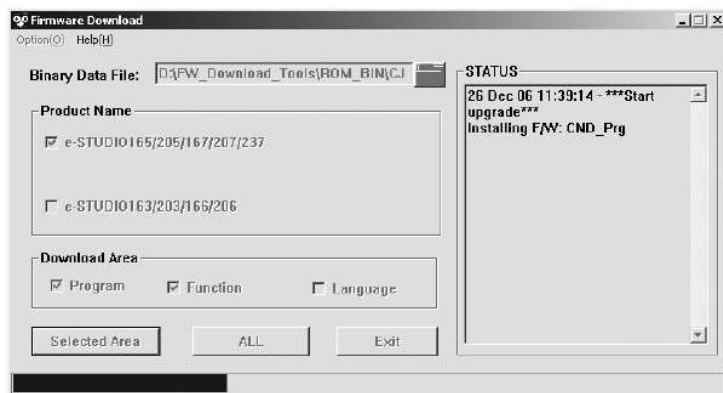 Firmware Download
Option(O) Help(H)
Binary Data File: D:\FW_Download_Tools\ROM_BIN\CJ
Product Name
e-STUDIO165/205/167/207/237
e-STUDIO163/203/166/206
Download Area
Program Function Language
Selected Area ALL Exit
STATUS
26 Dec 06 11:39:14 - ***Start
upgrade***
Installing F/W: CND_Prg